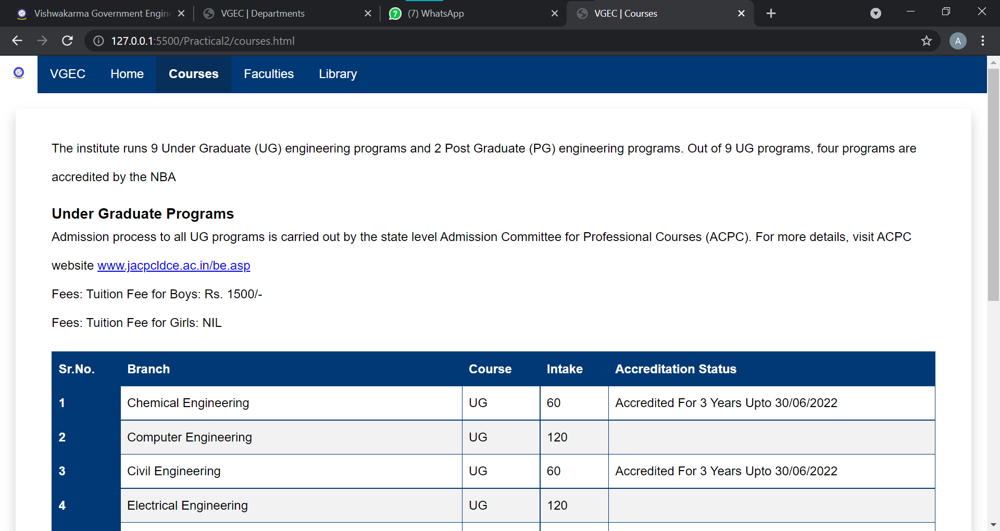 Vishwakarma Government Engin
VGEC | Departments
7
(7) WhatsApp
VGEC | Courses
127.0.0.1:5500/Practical2/courses.html
A
VGEC Home Courses Faculties Library
The institute runs 9 Under Graduate (UG) engineering programs and 2 Post Graduate (PG) engineering programs. Out of 9 UG programs, four programs are
accredited by the NBA
Under Graduate Programs
Admission process to all UG programs is carried out by the state level Admission Committee for Professional Courses (ACPC). For more details, visit ACPC
website www.jacpcldce.ac.in/be.asp
Fees: Tuition Fee for Boys: Rs. 1500/-
Fees: Tuition Fee for Girls: NIL
Sr.No. Branch Course Intake Accreditation Status
1 Chemical Engineering UG 60 Accredited For 3 Years Upto 30/06/2022
2 Computer Engineering UG 120
3 Civil Engineering UG 60 Accredited For 3 Years Upto 30/06/2022
4 Electrical Engineering UG 120